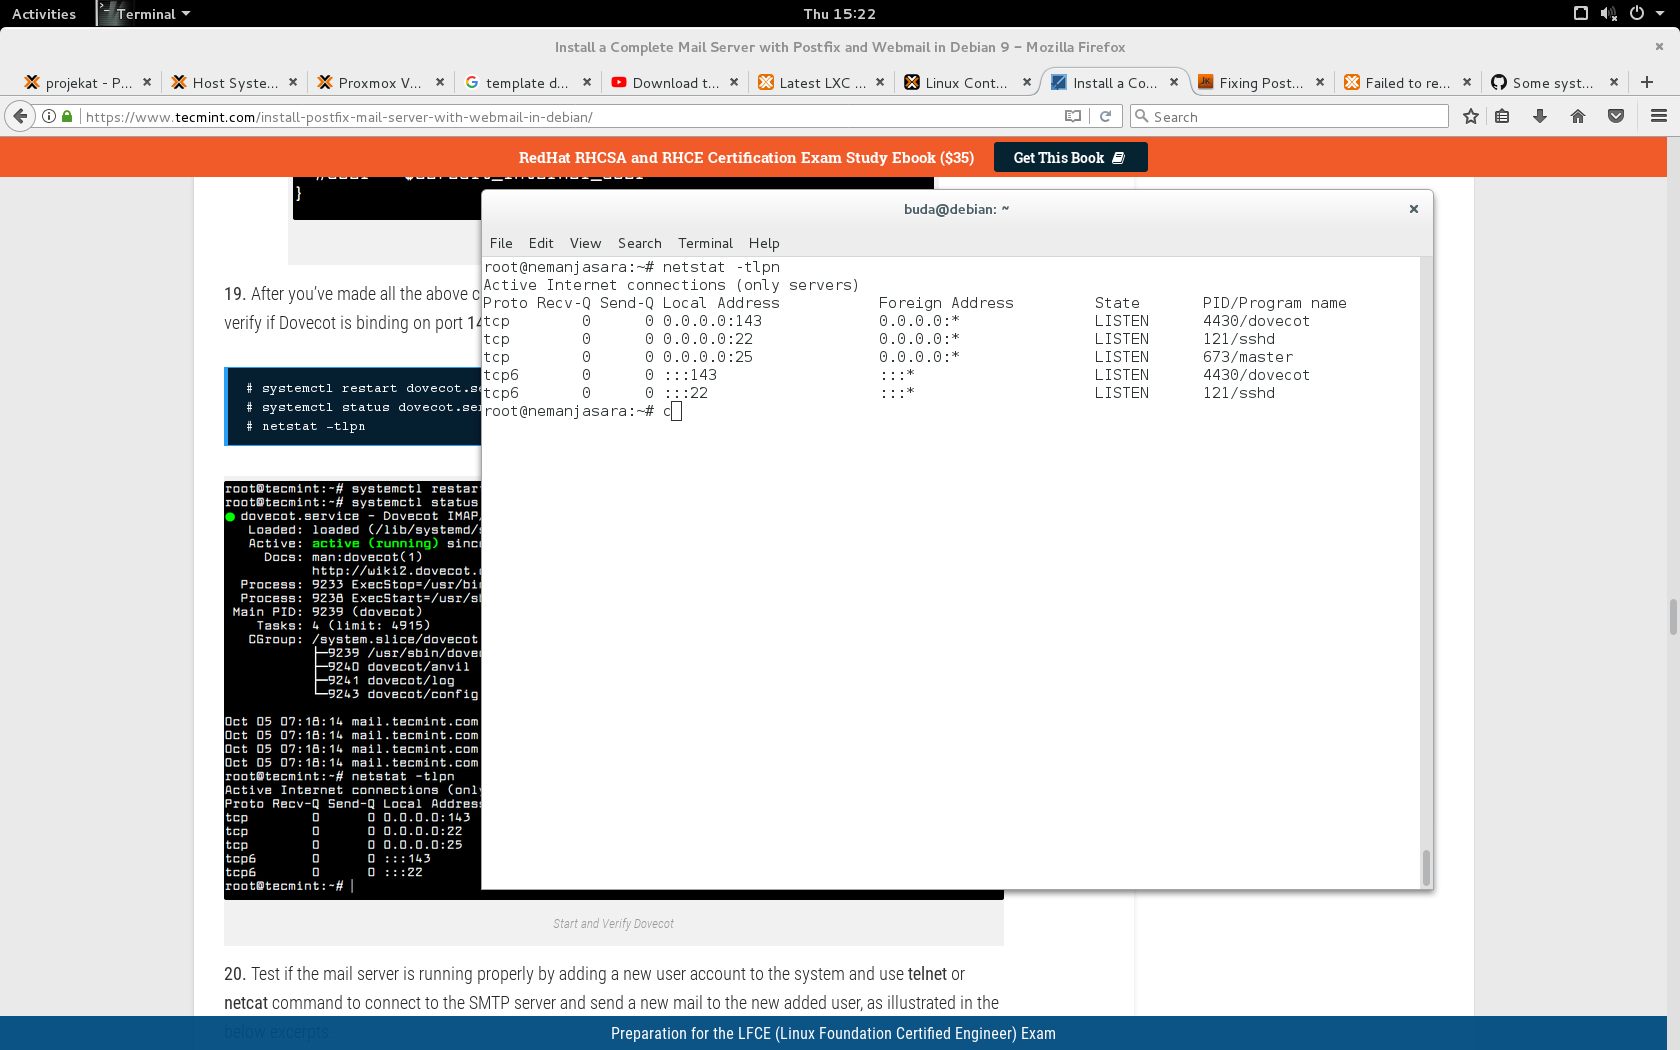 Activities
Terminal
Thu 15:22
Install a Complete Mail Server with Postfix and Webmail in Debian 9 – Mozilla Firefox
projekat - P...
Host Syste...
Proxmox V...
template d...
Download t...
Latest LXC ...
Linux Cont...
Install a Co...
Fixing Post...
Failed to re...
Some syst...
https://www.tecmint.com/install-postfix-mail-server-with-webmail-in-debian/
Search
RedHat RHCSA and RHCE Certification Exam Study Ebook ($35)
Get This Book
}
buda@debian: ~
File Edit View Search Terminal Help
root@nemanjasara:~# netstat -tlpn
Active Internet connections (only servers)
Proto Recv-Q Send-Q Local Address Foreign Address State PID/Program name
tcp 0 0 0.0.0.0:143 0.0.0.0:* LISTEN 4430/dovecot
tcp 0 0 0.0.0.0:22 0.0.0.0:* LISTEN 121/sshd
tcp 0 0 0.0.0.0:25 0.0.0.0:* LISTEN 673/master
tcp6 0 0 :::143 :::* LISTEN 4430/dovecot
tcp6 0 0 :::22 :::* LISTEN 121/sshd
root@nemanjasara:~# c
19. After you've made all the above c
verify if Dovecot is binding on port 14
# systemctl restart dovecot.se
# systemctl status dovecot.ser
# netstat -tlpn
root@tecmint:~# systemctl restar
root@tecmint:~# systemctl status
dovecot.service - Dovecot IMAP/
Loaded: loaded (/lib/systemd/s
Active: active (running) since
Docs: man:dovecot(1)
http://wiki2.dovecot.o
Process: 9233 ExecStop=/usr/bin
Process: 9238 ExecStart=/usr/sb
Main PID: 9239 (dovecot)
Tasks: 4 (limit: 4915)
CGroup: /system.slice/dovecot
├─9239 /usr/sbin/dovec
├─9240 dovecot/anvil
├─9241 dovecot/log
└─9243 dovecot/config
Oct 05 07:18:14 mail.tecmint.com
Oct 05 07:18:14 mail.tecmint.com
Oct 05 07:18:14 mail.tecmint.com
Oct 05 07:18:14 mail.tecmint.com
root@tecmint:~# netstat -tlpn
Active Internet connections (only
Proto Recv-Q Send-Q Local Address
tcp 0 0 0.0.0.0:143
tcp 0 0 0.0.0.0:22
tcp 0 0 0.0.0.0:25
tcp6 0 0 :::143
tcp6 0 0 :::22
root@tecmint:~#
Start and Verify Dovecot
20. Test if the mail server is running properly by adding a new user account to the system and use telnet or
netcat command to connect to the SMTP server and send a new mail to the new added user, as illustrated in the
below excerpts
Preparation for the LFCE (Linux Foundation Certified Engineer) Exam